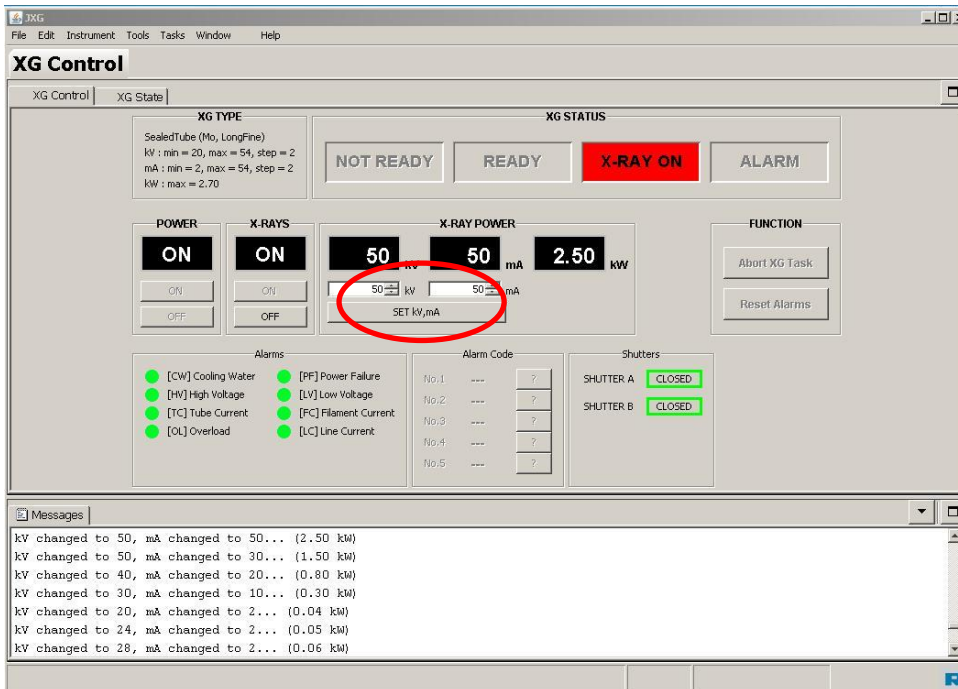 JXG
File Edit Instrument Tools Tasks Window Help
XG Control
XG Control XG State
XG TYPE
SealedTube (Mo, LongFine)
kV : min = 20, max = 54, step = 2
mA : min = 2, max = 54, step = 2
kW : max = 2.70
XG STATUS
NOT READY READY X-RAY ON ALARM
POWER
ON
ON
OFF
X-RAYS
ON
ON
OFF
X-RAY POWER
50 kV 50 mA 2.50 kW
50 kV 50 mA
SET kV,mA
FUNCTION
Abort XG Task
Reset Alarms
Alarms
[CW] Cooling Water [PF] Power Failure
[HV] High Voltage [LV] Low Voltage
[TC] Tube Current [FC] Filament Current
[OL] Overload [LC] Line Current
Alarm Code
No.1 --- ?
No.2 --- ?
No.3 --- ?
No.4 --- ?
No.5 --- ?
Shutters
SHUTTER A CLOSED
SHUTTER B CLOSED
Messages
kV changed to 50, mA changed to 50... (2.50 kW)
kV changed to 50, mA changed to 30... (1.50 kW)
kV changed to 40, mA changed to 20... (0.80 kW)
kV changed to 30, mA changed to 10... (0.30 kW)
kV changed to 20, mA changed to 2... (0.04 kW)
kV changed to 24, mA changed to 2... (0.05 kW)
kV changed to 28, mA changed to 2... (0.06 kW)